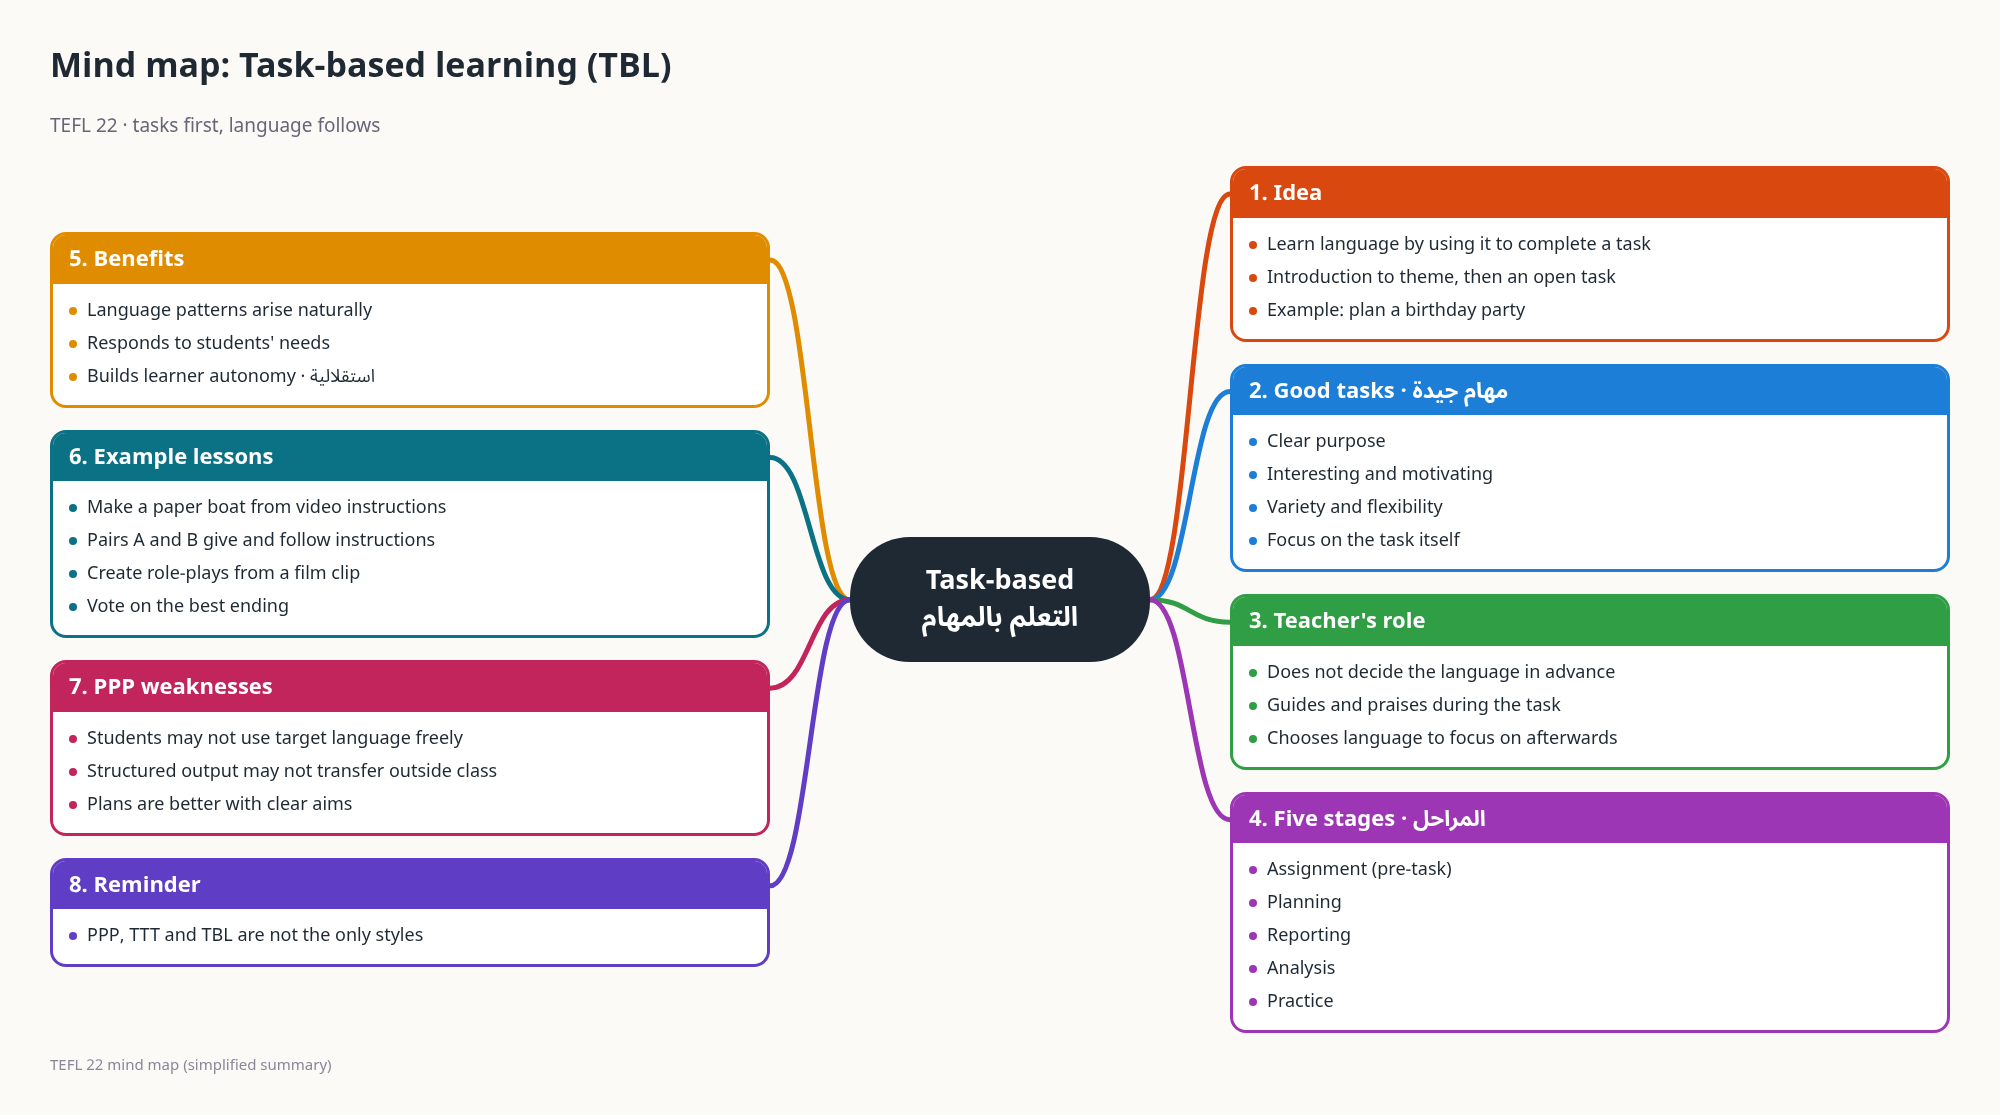 Mind map: Task-based learning (TBL)
TEFL 22 · tasks first, language follows
1. Idea
Learn language by using it to complete a task
Introduction to theme, then an open task
Example: plan a birthday party
2. Good tasks · مهام جيدة
Clear purpose
Interesting and motivating
Variety and flexibility
Focus on the task itself
3. Teacher's role
Does not decide the language in advance
Guides and praises during the task
Chooses language to focus on afterwards
4. Five stages · المراحل
Assignment (pre-task)
Planning
Reporting
Analysis
Practice
5. Benefits
Language patterns arise naturally
Responds to students' needs
Builds learner autonomy · استقلالية
6. Example lessons
Make a paper boat from video instructions
Pairs A and B give and follow instructions
Create role-plays from a film clip
Vote on the best ending
7. PPP weaknesses
Students may not use target language freely
Structured output may not transfer outside class
Plans are better with clear aims
8. Reminder
PPP, TTT and TBL are not the only styles
Task-based
التعلم بالمهام
TEFL 22 mind map (simplified summary)